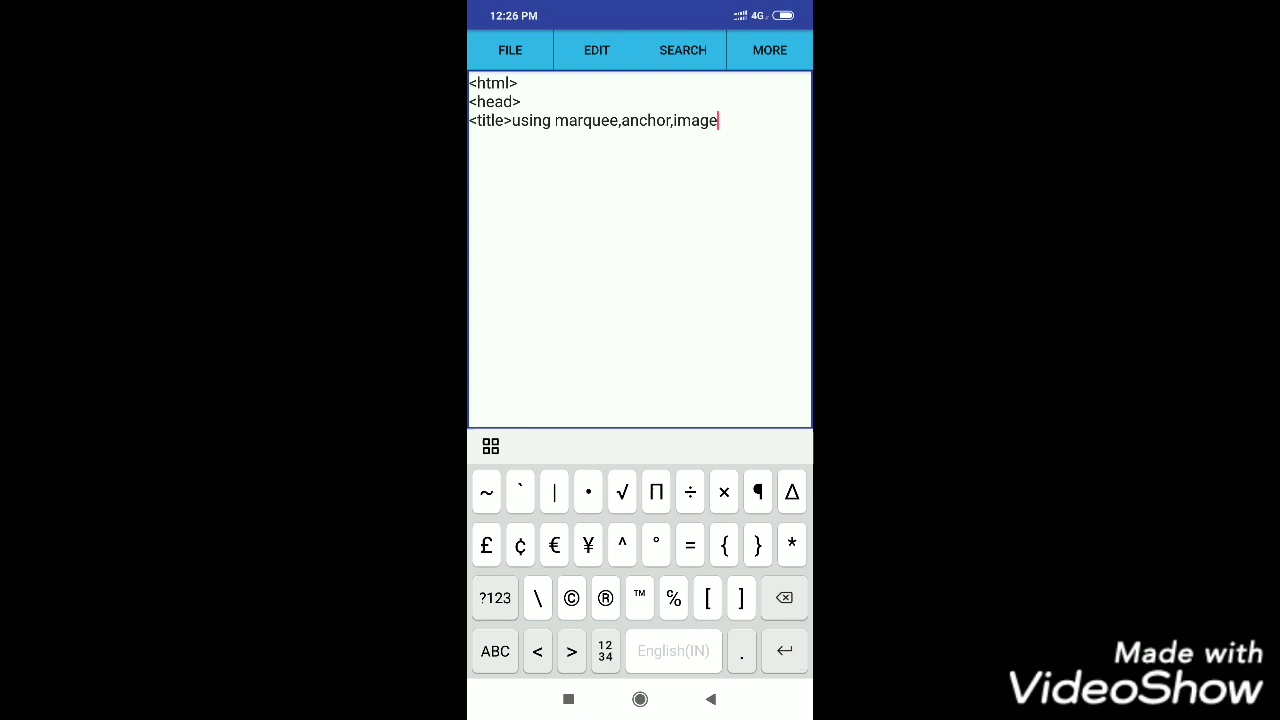 12:26 PM 4G
FILE EDIT SEARCH MORE
<html>
<head>
<title>using marquee,anchor,image
~ ` | • √ Π ÷ × ¶ Δ
£ ¢ € ¥ ^ ° = { } *
?123 \ © ® ™ % [ ]
ABC < > 12 34 English(IN) .
Made with
VideoShow